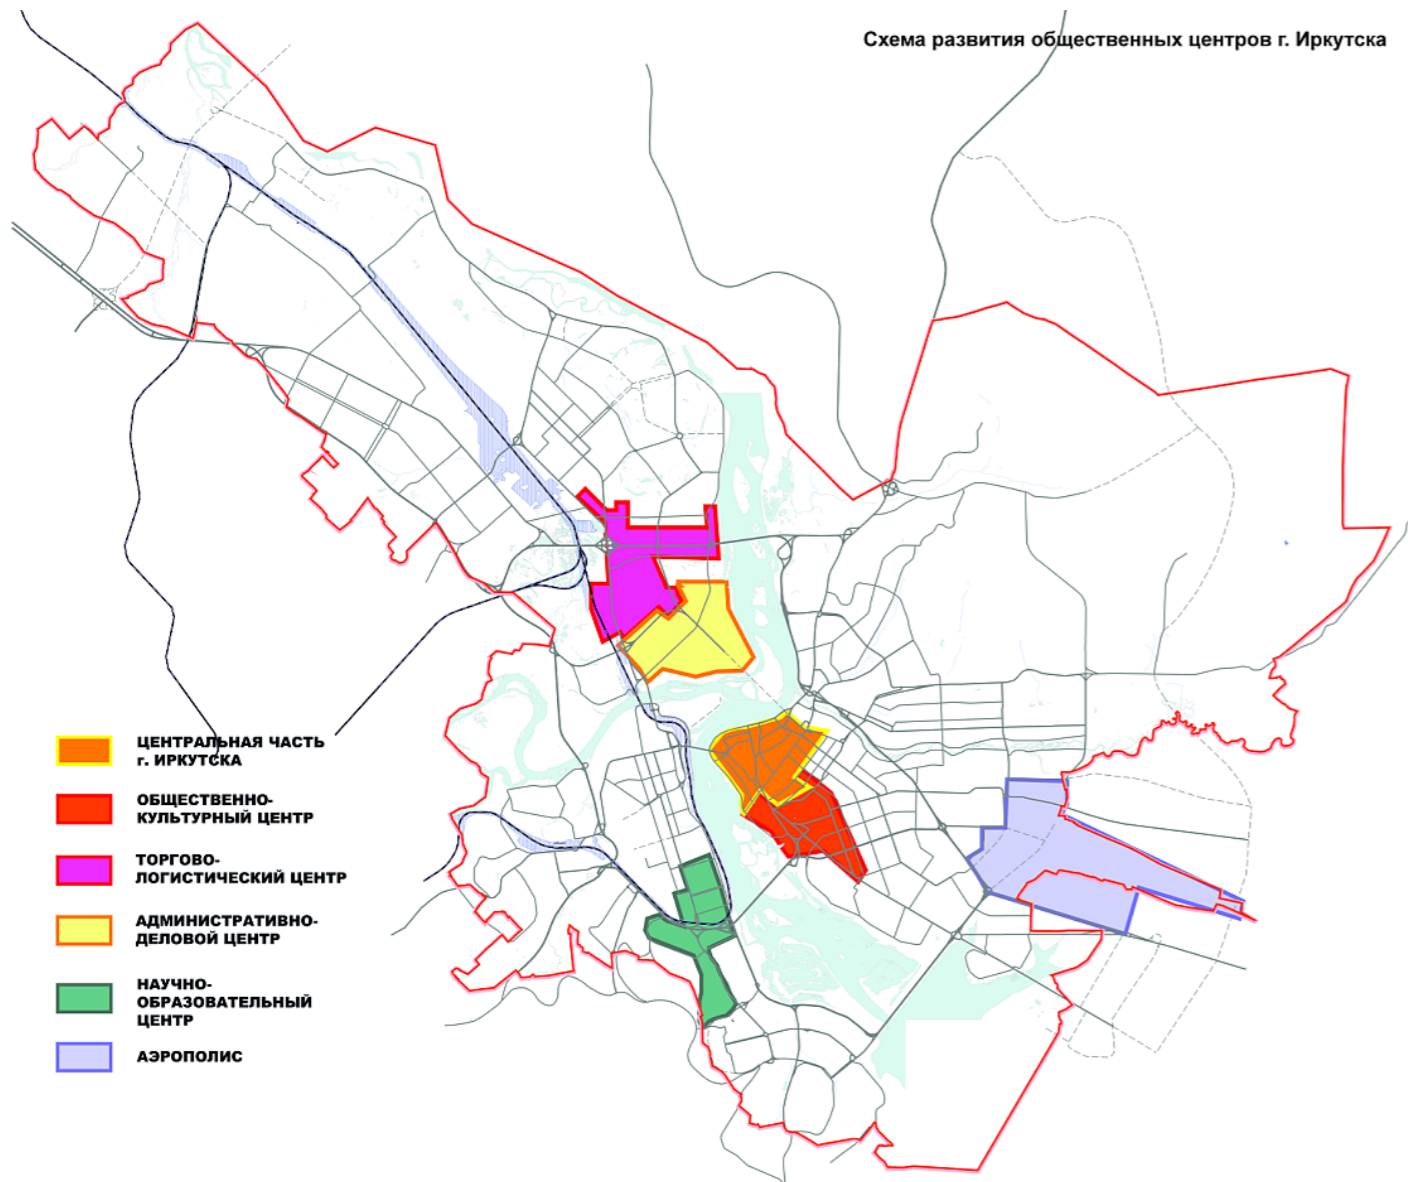 Схема развития общественных центров г. Иркутска
ЦЕНТРАЛЬНАЯ ЧАСТЬ
г. ИРКУТСКА
ОБЩЕСТВЕННО-
КУЛЬТУРНЫЙ ЦЕНТР
ТОРГОВО-
ЛОГИСТИЧЕСКИЙ ЦЕНТР
АДМИНИСТРАТИВНО-
ДЕЛОВОЙ ЦЕНТР
НАУЧНО-
ОБРАЗОВАТЕЛЬНЫЙ
ЦЕНТР
АЭРОПОЛИС